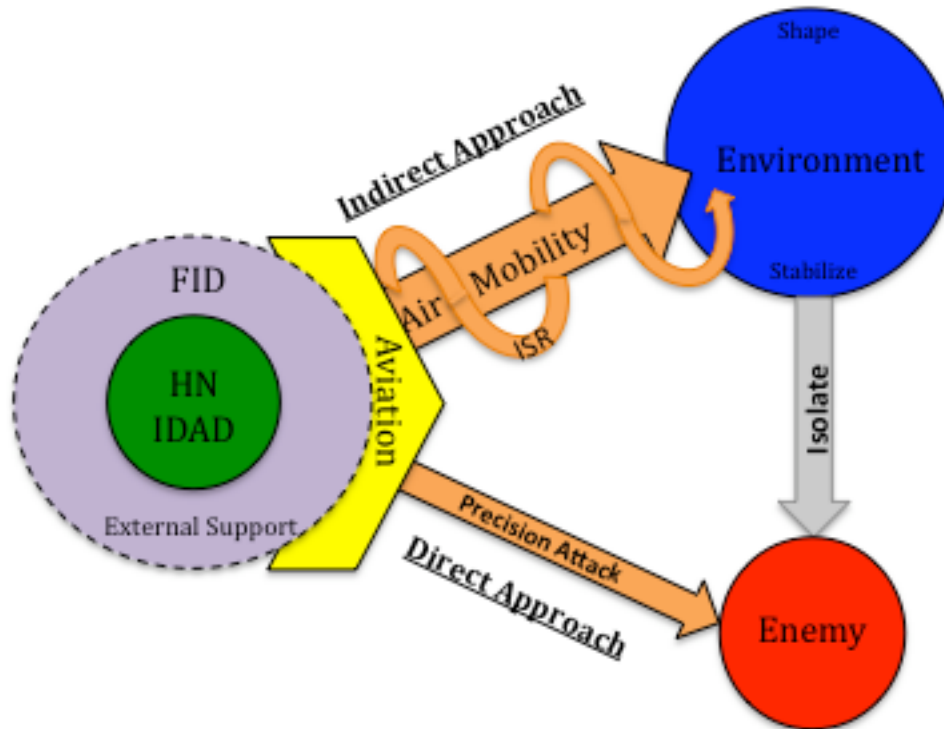 Shape
Environment
Stabilize
Indirect Approach
Air Mobility
ISR
FID
HN
IDAD
External Support
Aviation
Isolate
Precision Attack
Direct Approach
Enemy